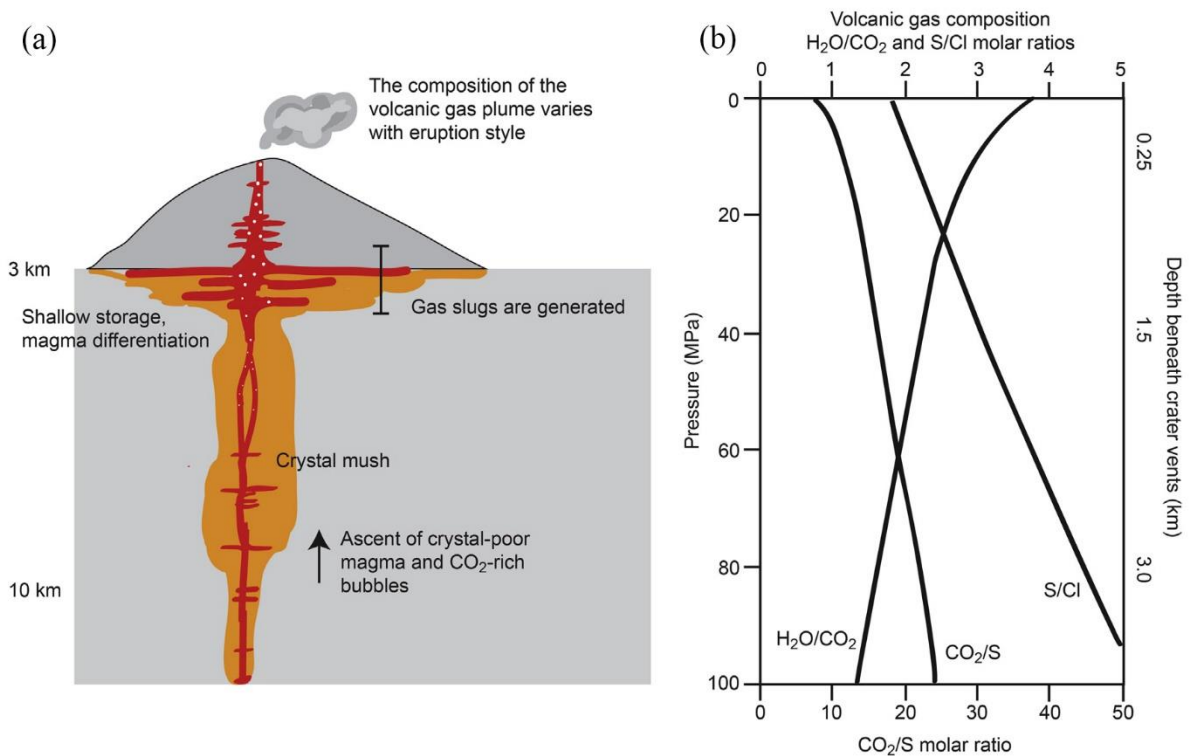 (a)
The composition of the
volcanic gas plume varies
with eruption style
3 km
Shallow storage,
magma differentiation
Gas slugs are generated
Crystal mush
Ascent of crystal-poor
magma and CO₂-rich
bubbles
10 km
(b)
Volcanic gas composition
H₂O/CO₂ and S/Cl molar ratios
0 1 2 3 4 5
0
20
40
60
80
100
Pressure (MPa)
0.25
1.5
3.0
Depth beneath crater vents (km)
S/Cl
H₂O/CO₂
CO₂/S
0 10 20 30 40 50
CO₂/S molar ratio